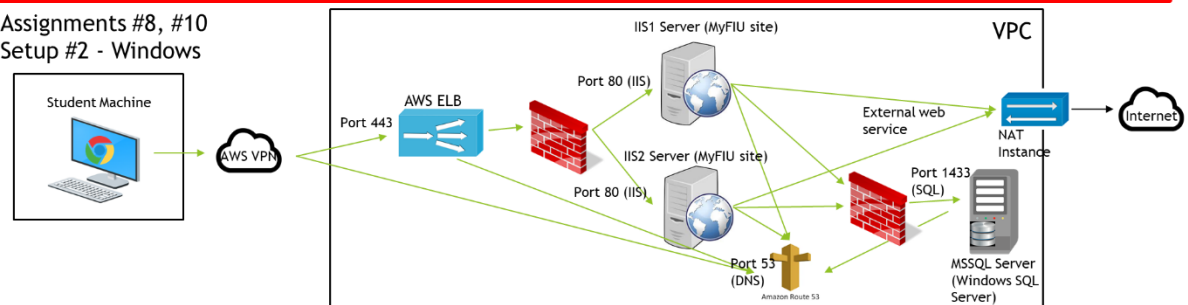 Assignments #8, #10
Setup #2 - Windows
Student Machine
AWS VPN
VPC
Port 443
AWS ELB
IIS1 Server (MyFIU site)
Port 80 (IIS)
IIS2 Server (MyFIU site)
Port 80 (IIS)
External web
service
NAT
Instance
Internet
Port 1433
(SQL)
MSSQL Server
(Windows SQL
Server)
Port 53
(DNS)
Amazon Route 53